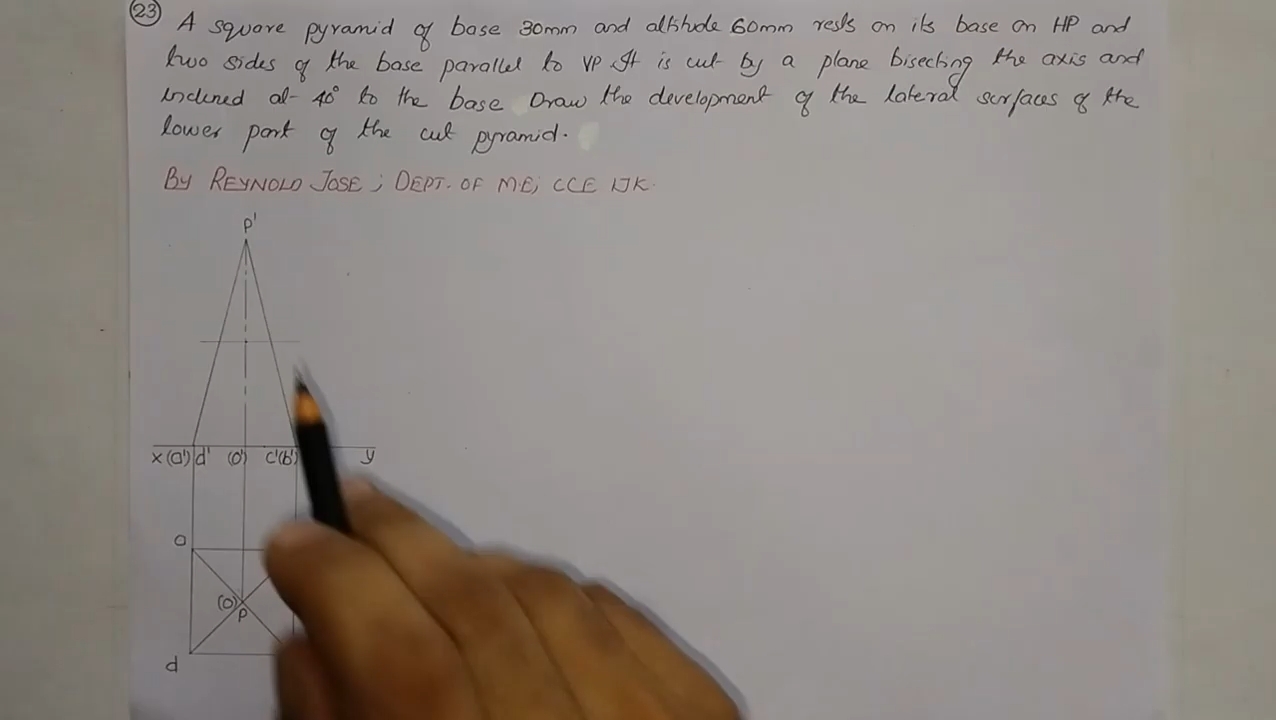 23 A square pyramid of base 30mm and altitude 60mm rests on its base on HP and
two sides of the base parallel to VP. It is cut by a plane bisecting the axis and
inclined at 40° to the base Draw the development of the lateral surfaces of the
lower part of the cut pyramid.
By REYNOLD JOSE ; DEPT. OF M.E; CCE IJK.
p'
x (a') d' (o') c' (b') y
a
(o)
p
d